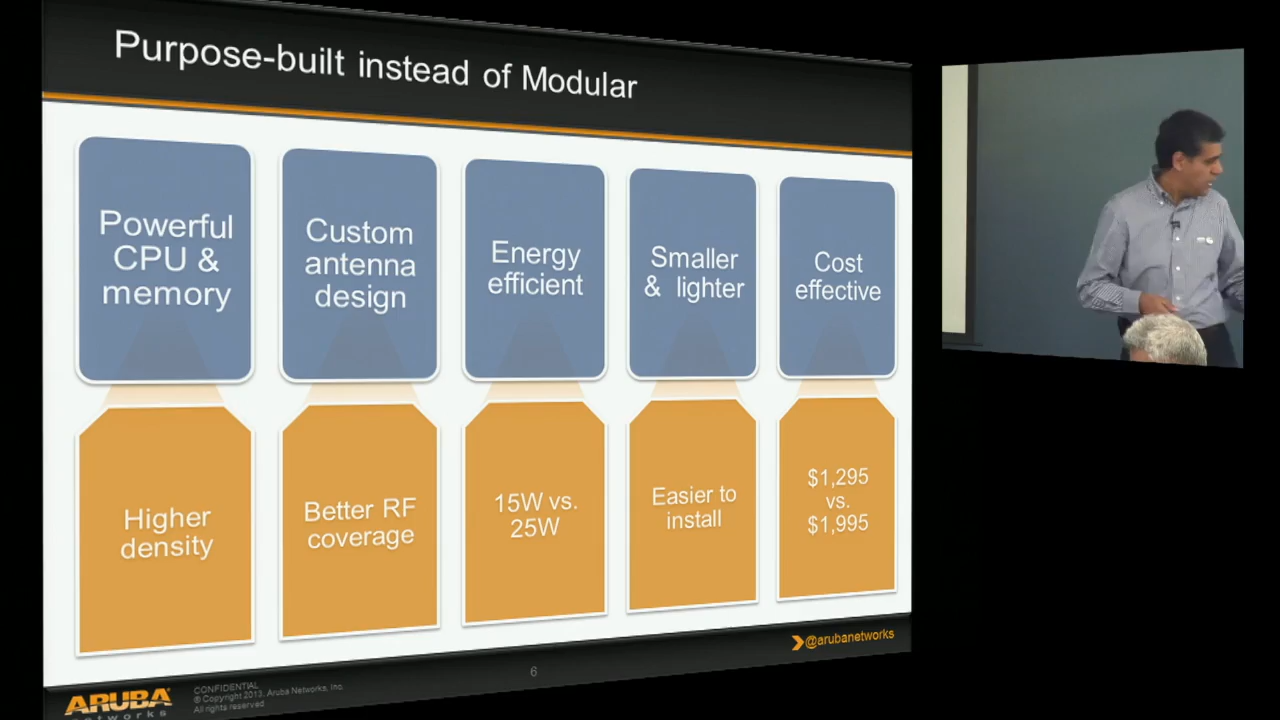 Purpose-built instead of Modular
Powerful
CPU &
memory
Custom
antenna
design
Energy
efficient
Smaller
& lighter
Cost
effective
Higher
density
Better RF
coverage
15W vs.
25W
Easier to
install
$1,295
vs.
$1,995
@arubanetworks
6
ARUBA
networks
CONFIDENTIAL
© Copyright 2013. Aruba Networks, Inc.
All rights reserved